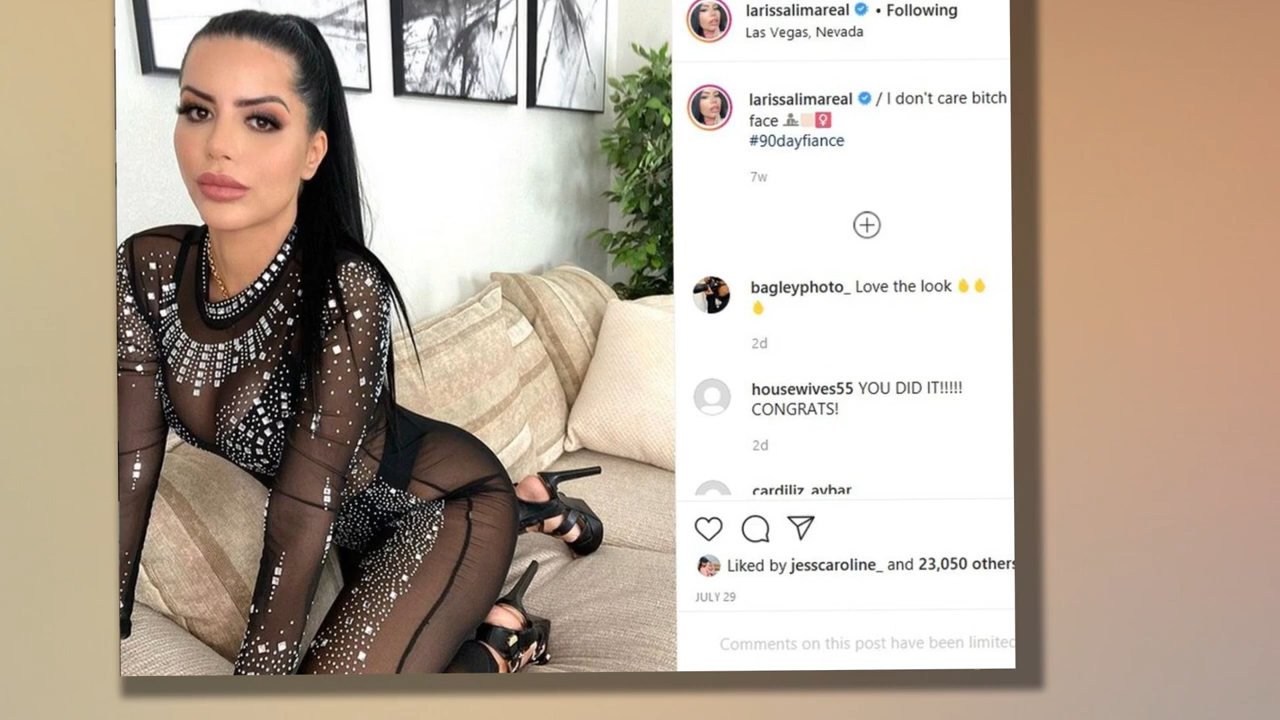 larissalimareal • Following
Las Vegas, Nevada
larissalimareal / I don't care bitch
face
#90dayfiance
7w
bagleyphoto_ Love the look
2d
housewives55 YOU DID IT!!!!!
CONGRATS!
2d
cardiliz_aybar
Liked by jesscaroline_ and 23,050 others
JULY 29
Comments on this post have been limited